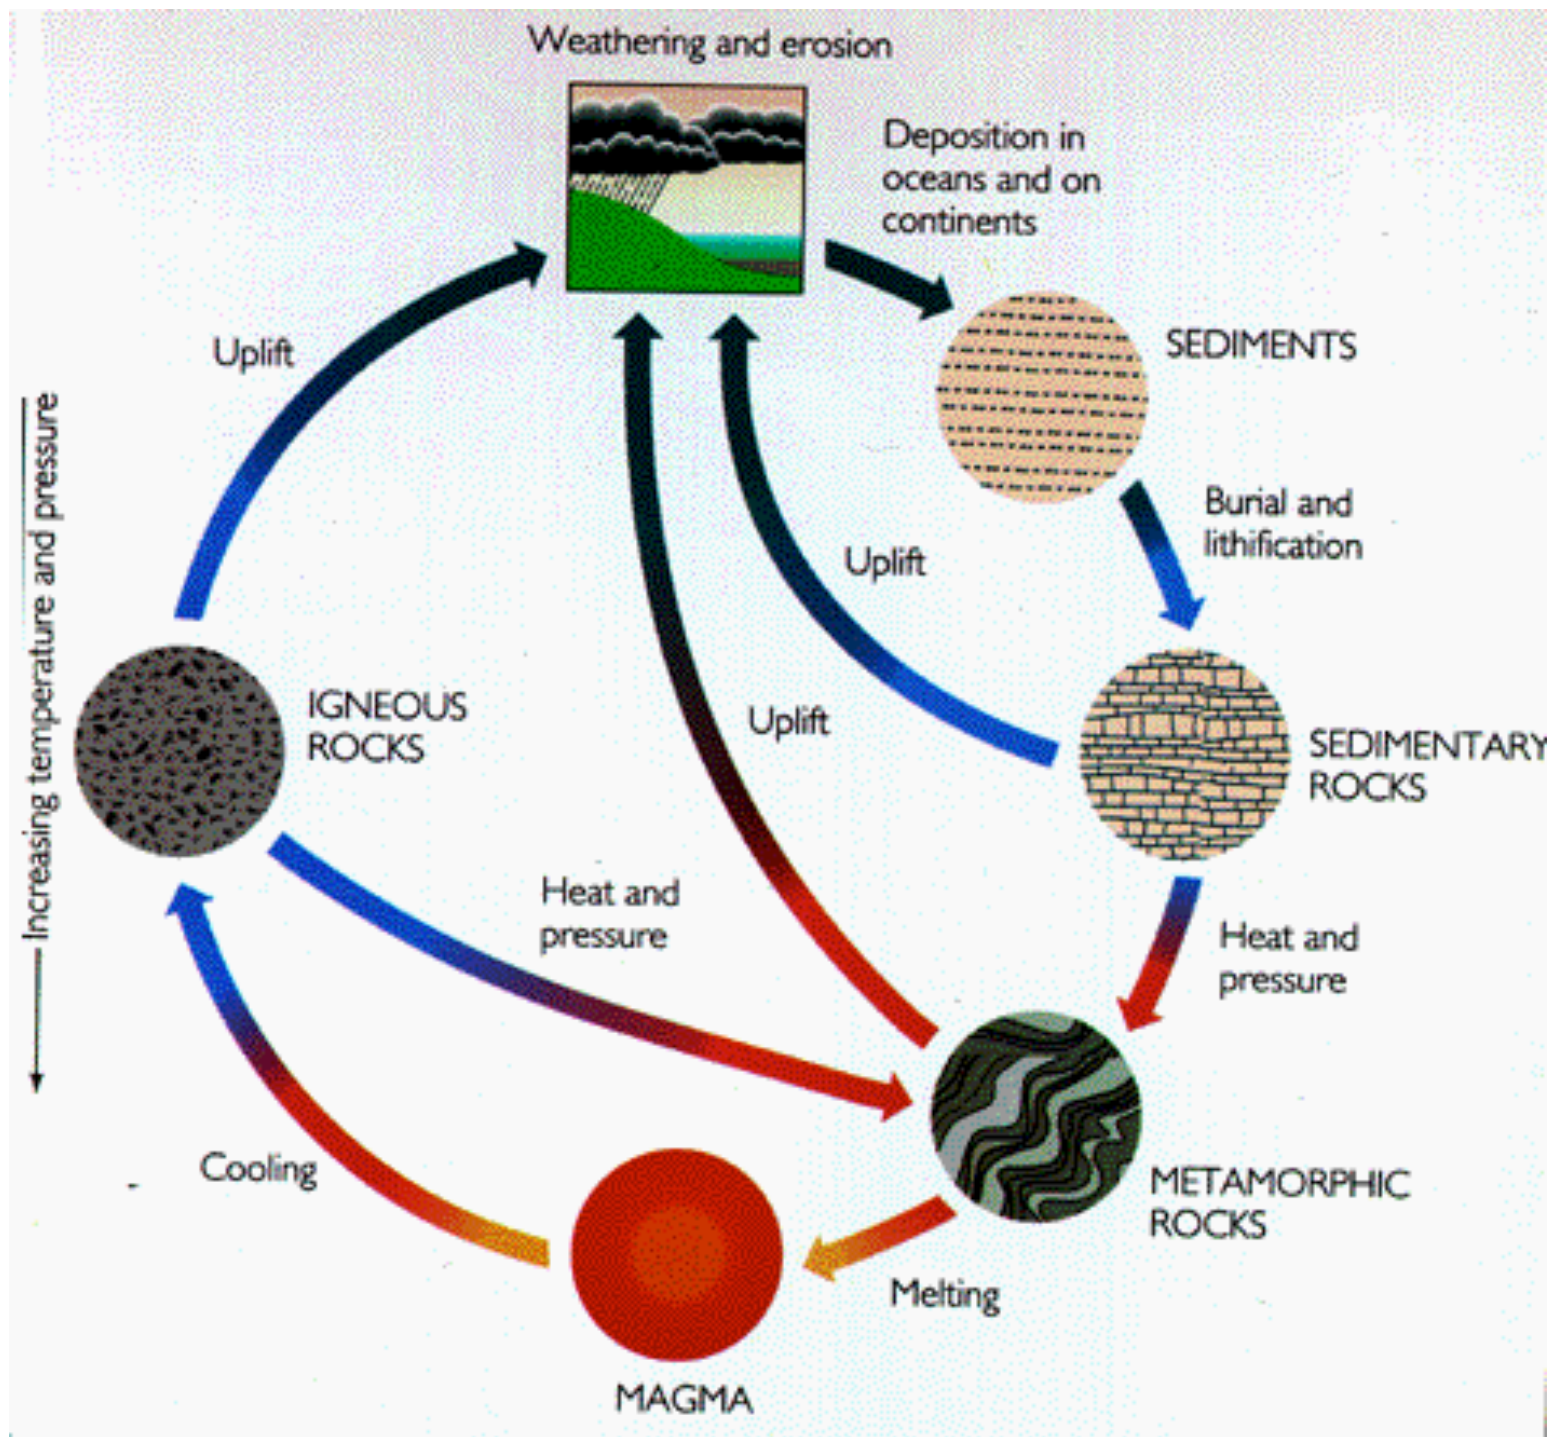 Weathering and erosion
Deposition in
oceans and on
continents
SEDIMENTS
Uplift
Burial and
lithification
Uplift
Increasing temperature and pressure
IGNEOUS
ROCKS
Uplift
SEDIMENTARY
ROCKS
Heat and
pressure
Heat and
pressure
Cooling
METAMORPHIC
ROCKS
Melting
MAGMA